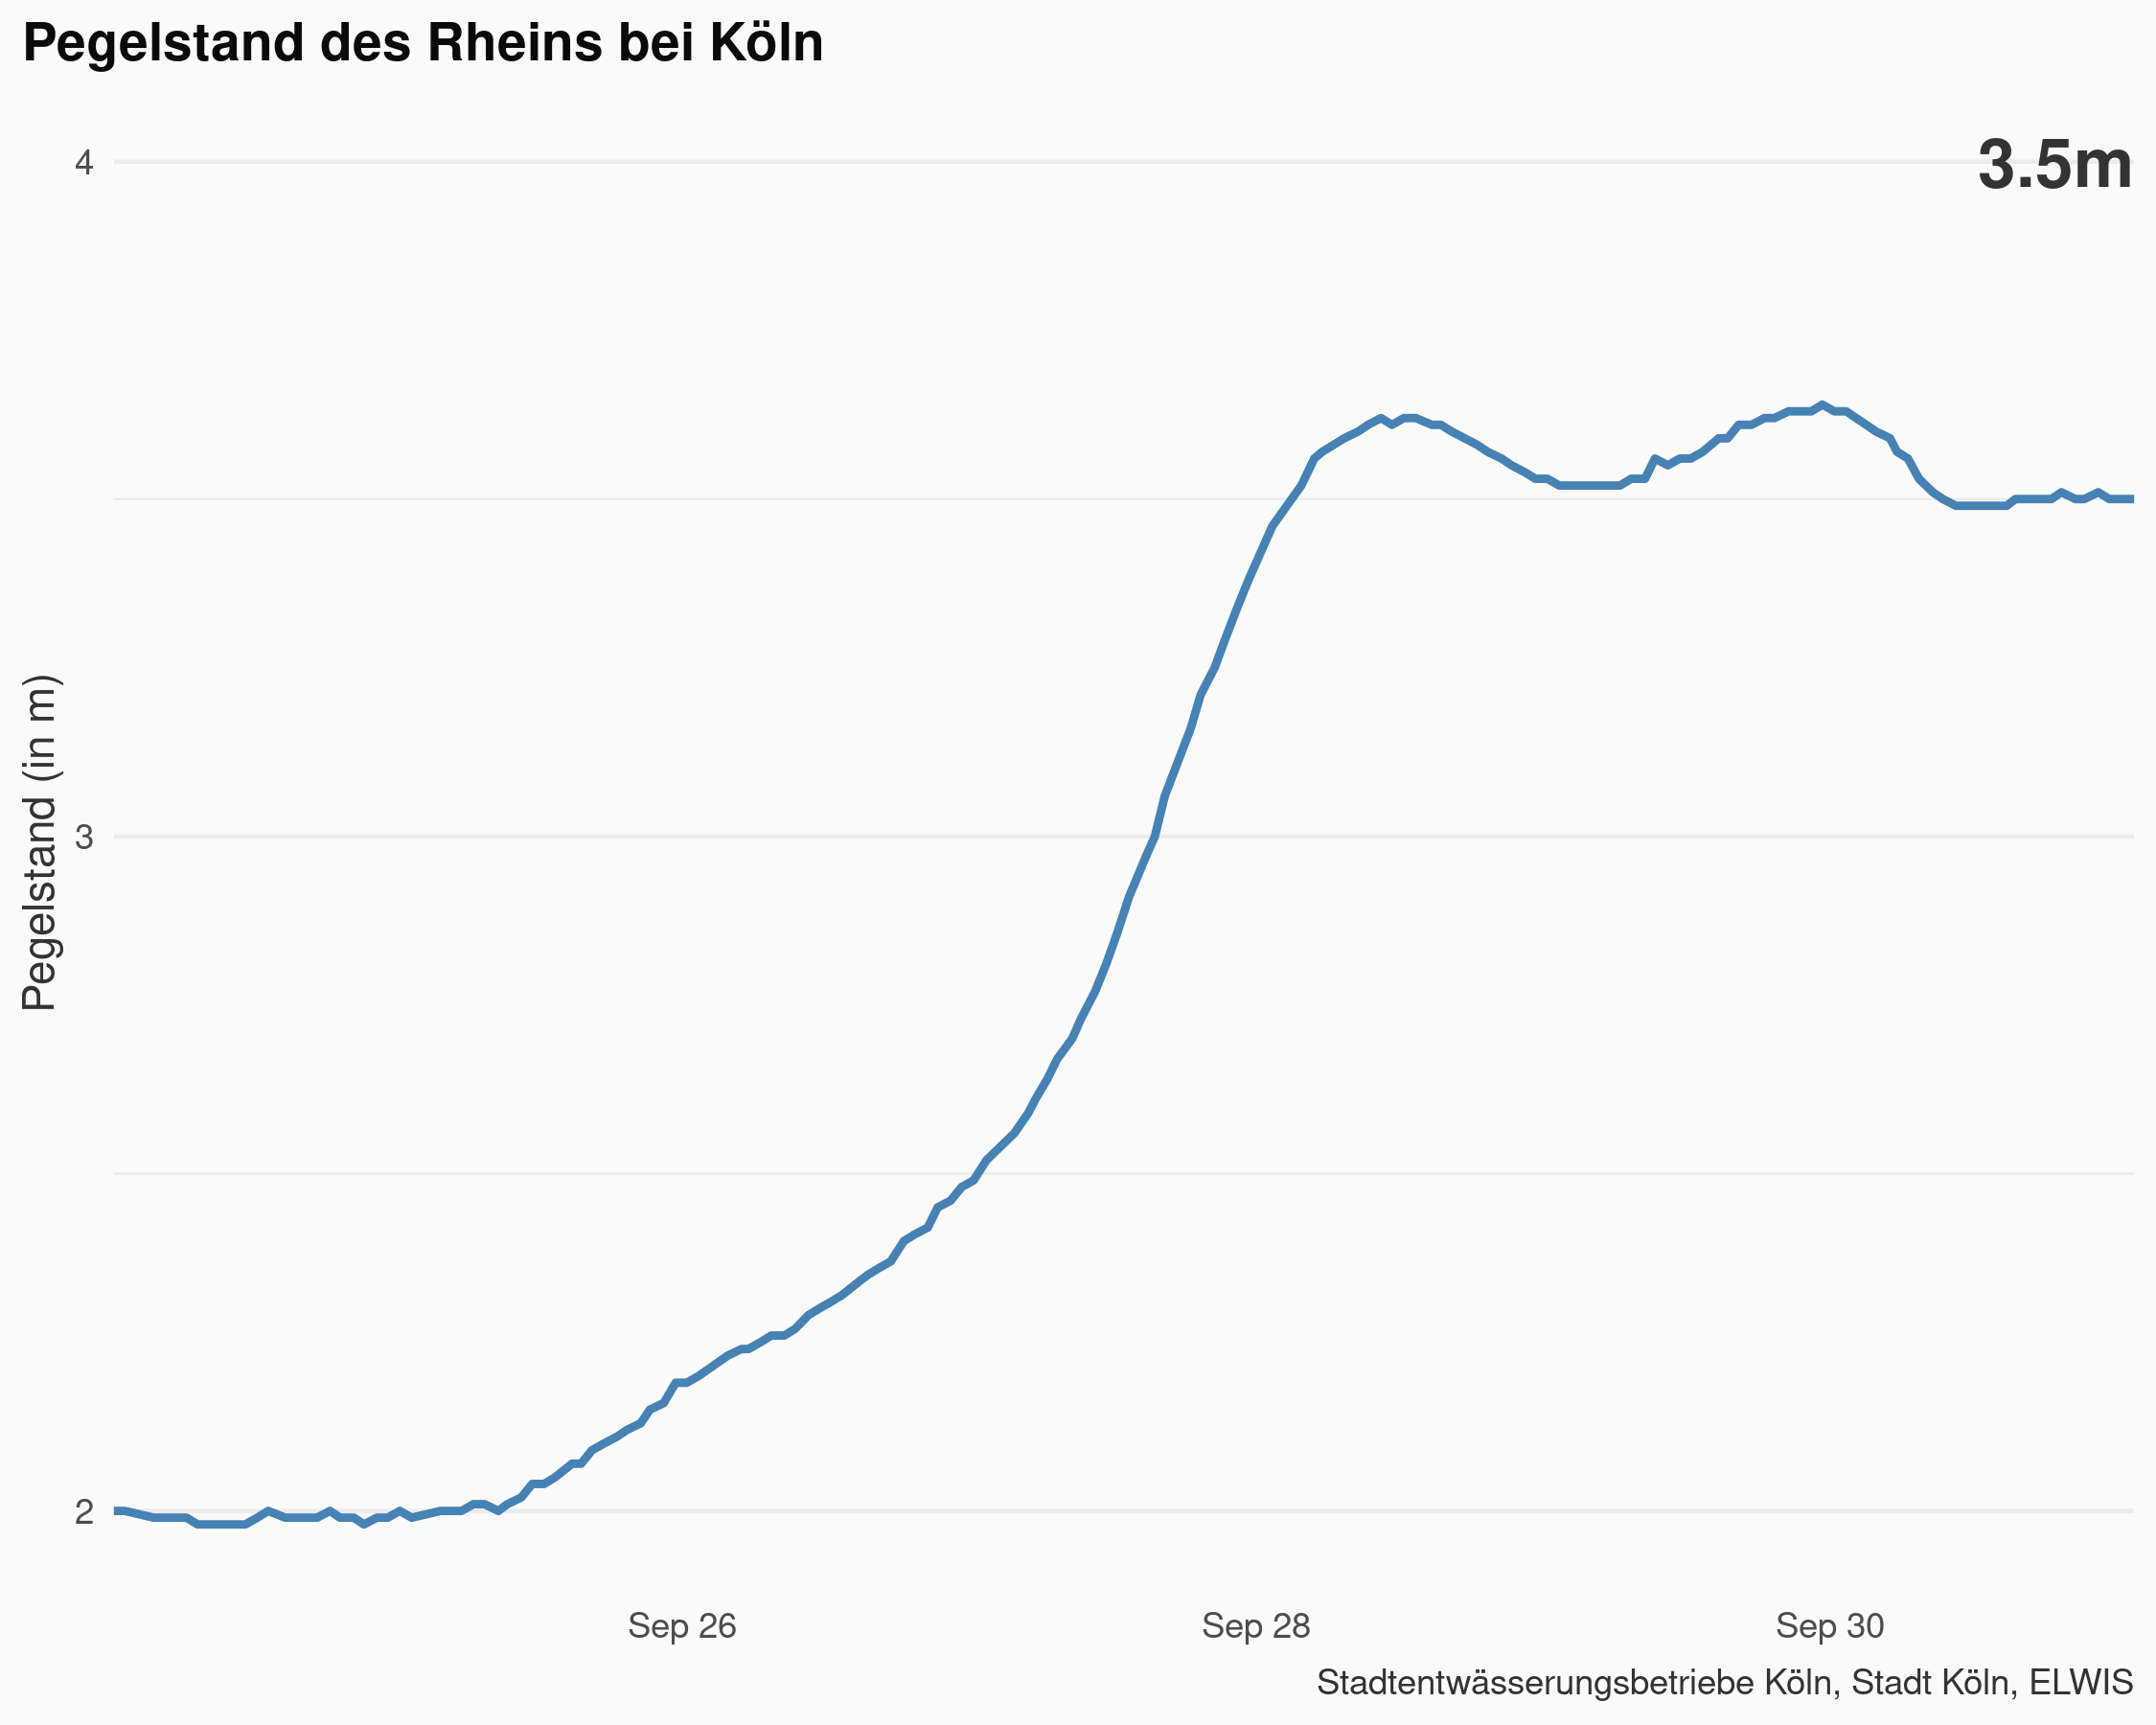 Pegelstand des Rheins bei Köln
3.5m
4
3
2
Pegelstand (in m)
Sep 26
Sep 28
Sep 30
Stadtentwässerungsbetriebe Köln, Stadt Köln, ELWIS